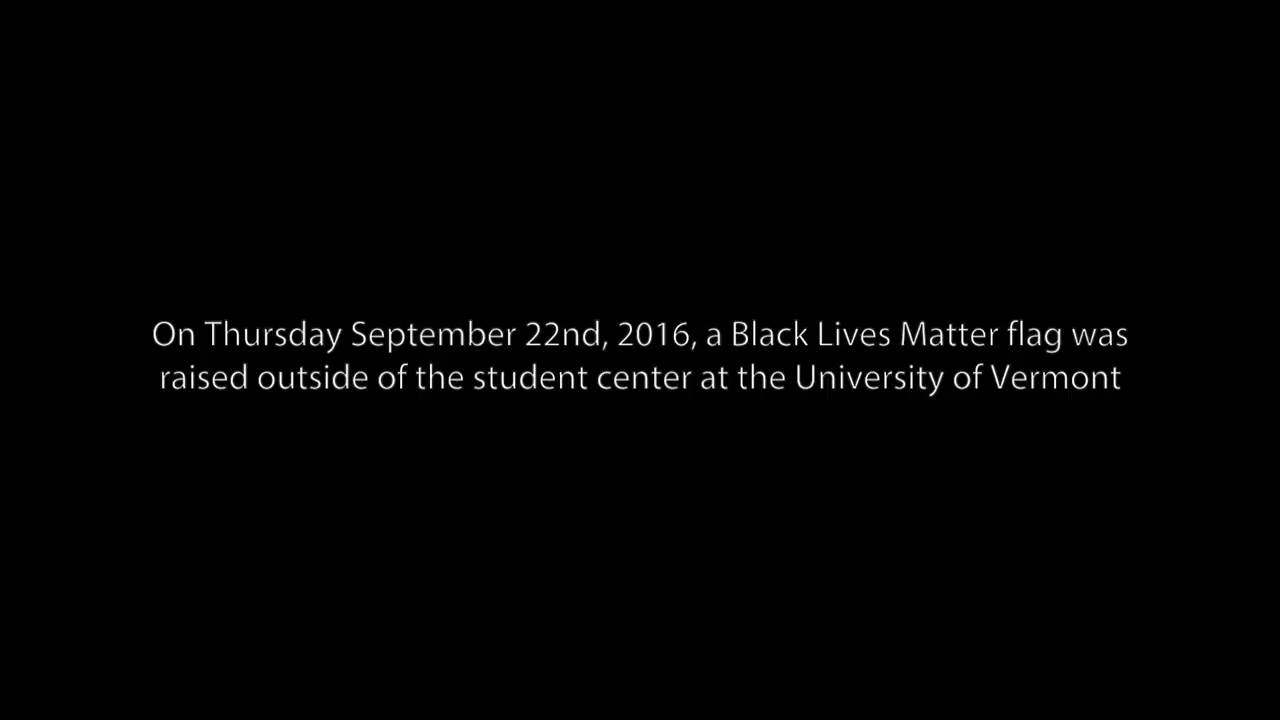 On Thursday September 22nd, 2016, a Black Lives Matter flag was
raised outside of the student center at the University of Vermont